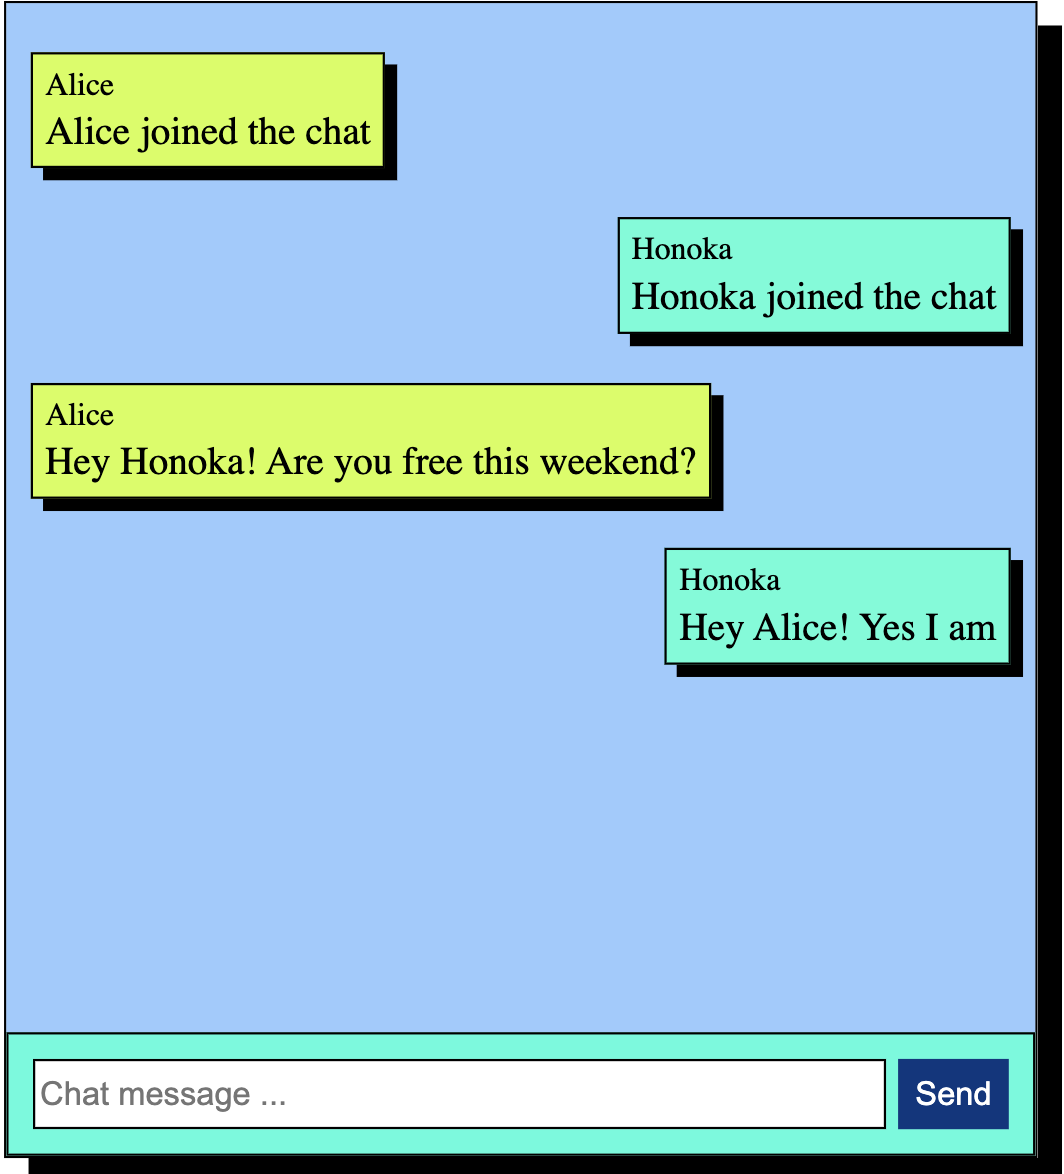 Alice
Alice joined the chat
Honoka
Honoka joined the chat
Alice
Hey Honoka! Are you free this weekend?
Honoka
Hey Alice! Yes I am
Chat message ...
Send